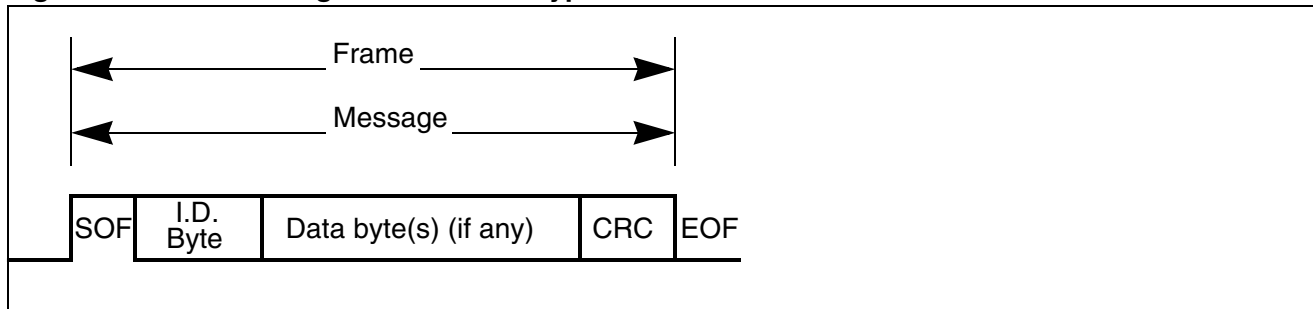 Frame
Message
SOF
I.D.
Byte
Data byte(s) (if any)
CRC
EOF